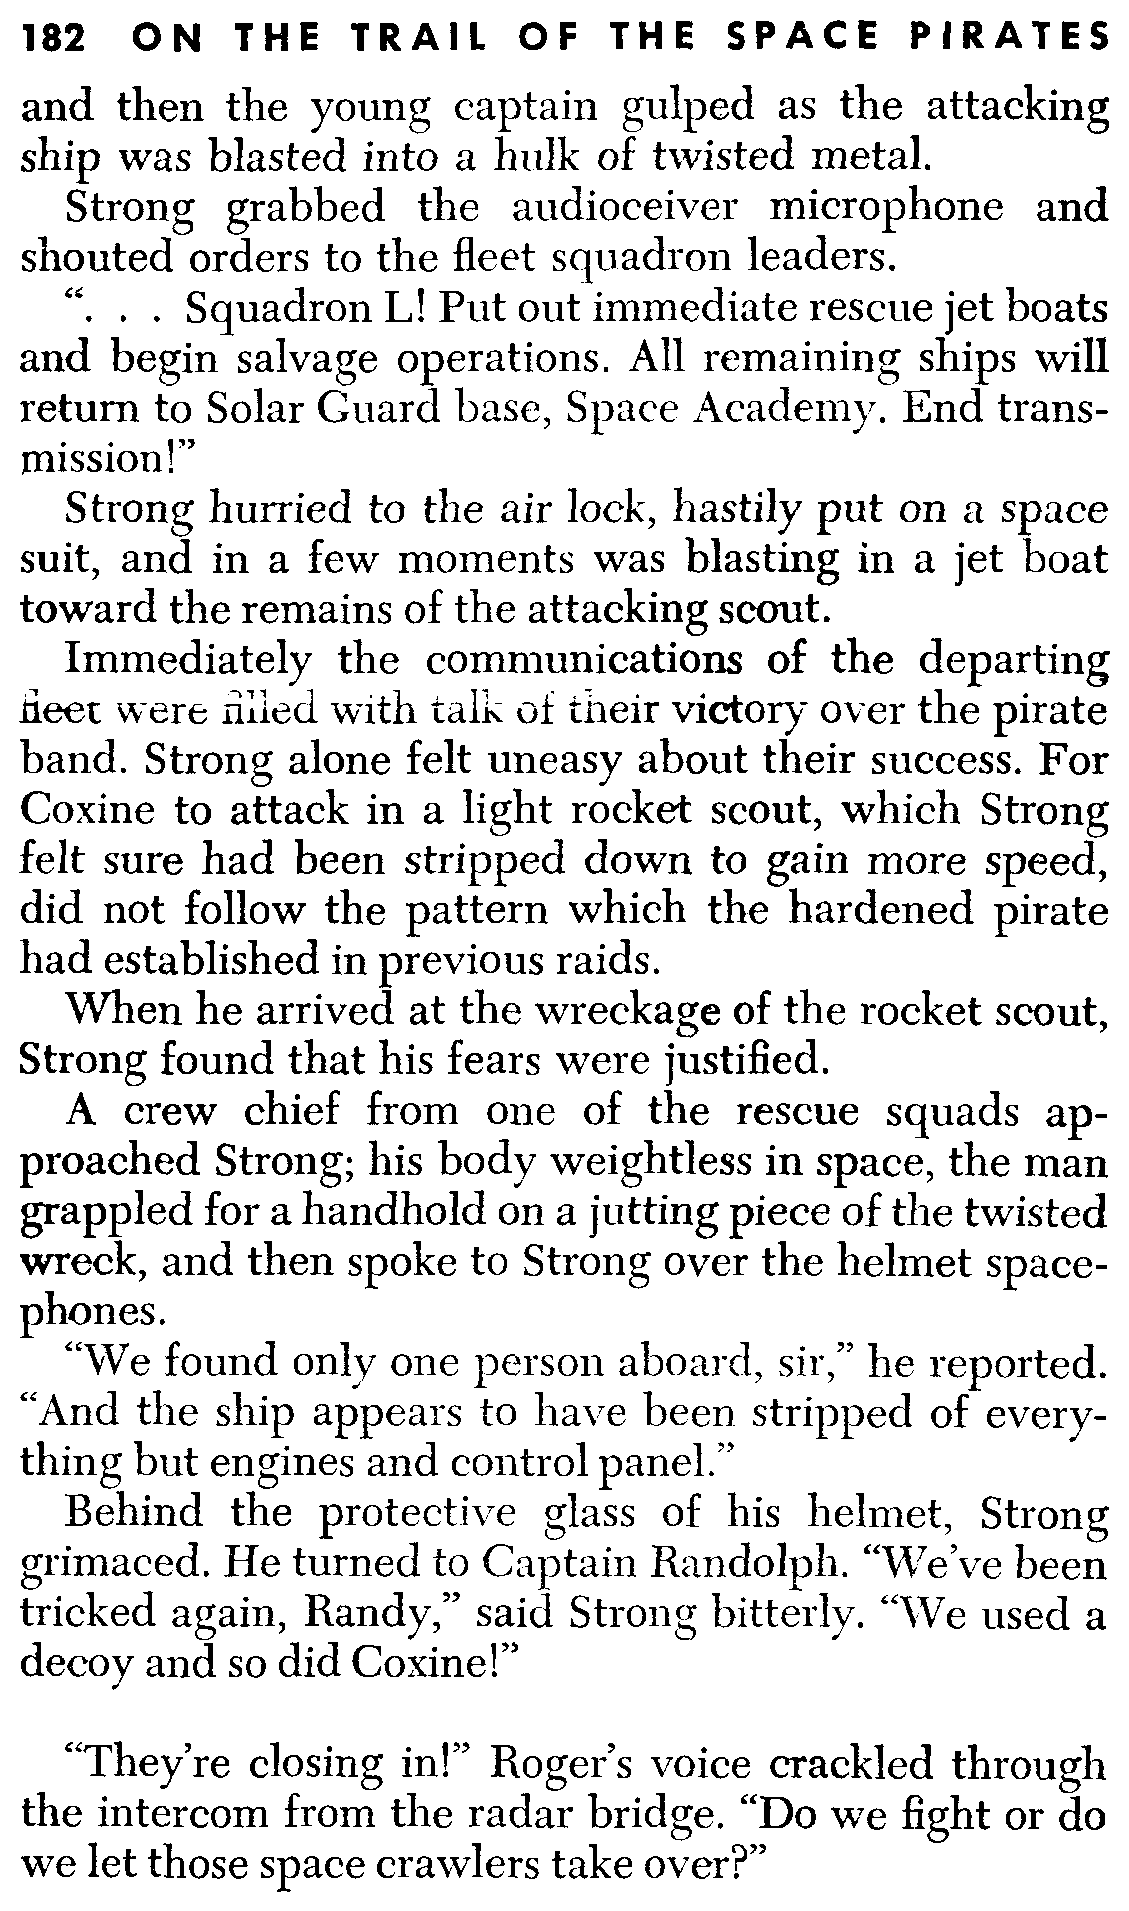 182 ON THE TRAIL OF THE SPACE PIRATES
and then the young captain gulped as the attacking
ship was blasted into a hulk of twisted metal.
Strong grabbed the audioceiver microphone and
shouted orders to the fleet squadron leaders.
“. . . Squadron L! Put out immediate rescue jet boats
and begin salvage operations. All remaining ships will
return to Solar Guard base, Space Academy. End trans-
mission!”
Strong hurried to the air lock, hastily put on a space
suit, and in a few moments was blasting in a jet boat
toward the remains of the attacking scout.
Immediately the communications of the departing
fleet were filled with talk of their victory over the pirate
band. Strong alone felt uneasy about their success. For
Coxine to attack in a light rocket scout, which Strong
felt sure had been stripped down to gain more speed,
did not follow the pattern which the hardened pirate
had established in previous raids.
When he arrived at the wreckage of the rocket scout,
Strong found that his fears were justified.
A crew chief from one of the rescue squads ap-
proached Strong; his body weightless in space, the man
grappled for a handhold on a jutting piece of the twisted
wreck, and then spoke to Strong over the helmet space-
phones.
“We found only one person aboard, sir,” he reported.
“And the ship appears to have been stripped of every-
thing but engines and control panel.”
Behind the protective glass of his helmet, Strong
grimaced. He turned to Captain Randolph. “We’ve been
tricked again, Randy,” said Strong bitterly. “We used a
decoy and so did Coxine!”
“They’re closing in!” Roger’s voice crackled through
the intercom from the radar bridge. “Do we fight or do
we let those space crawlers take over?”